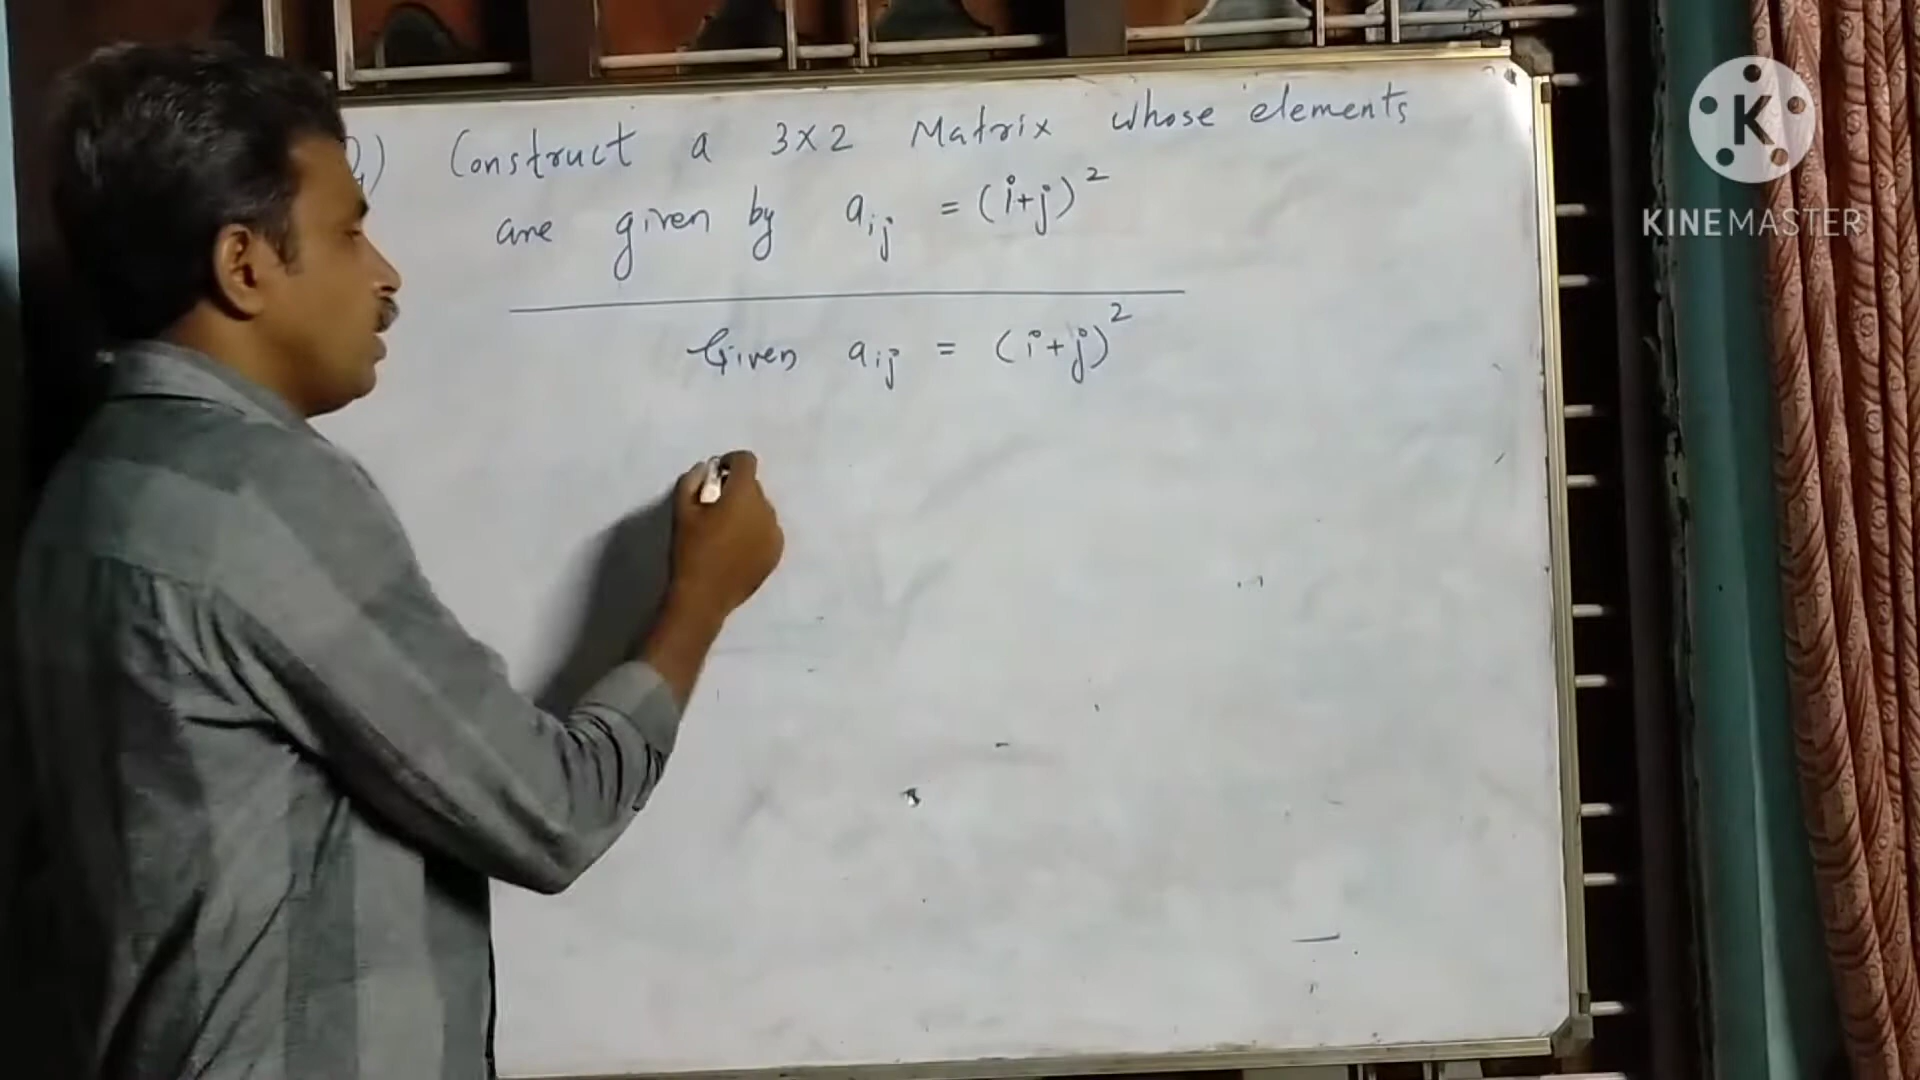 Construct a 3×2 Matrix whose elements
are given by aij = (i+j)²
Given aij = (i+j)²
K
KINEMASTER